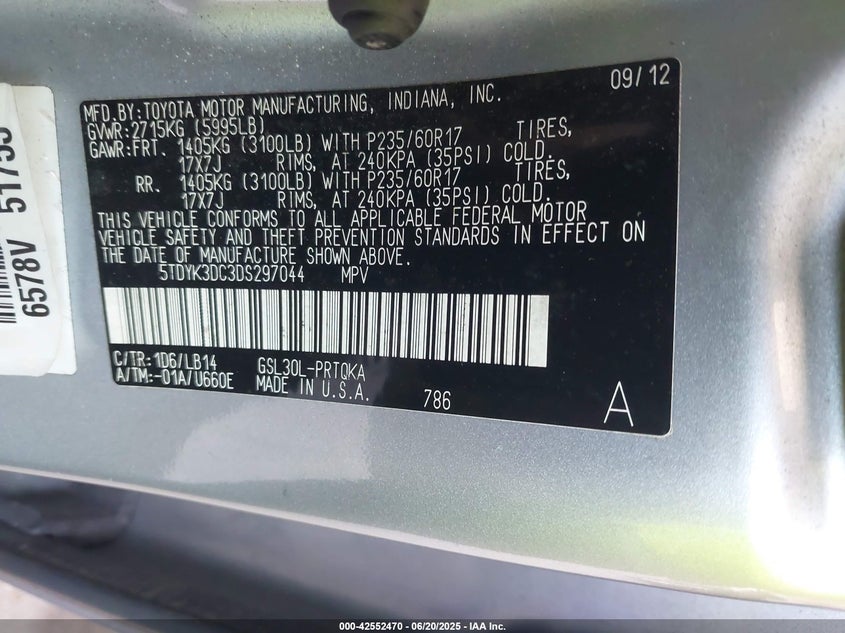 09/12
MFD.BY:TOYOTA MOTOR MANUFACTURING, INDIANA, INC.
GVWR:2715KG (5995LB)
GAWR:FRT. 1405KG (3100LB) WITH P235/60R17 TIRES,
17X7J RIMS, AT 240KPA (35PSI) COLD.
RR. 1405KG (3100LB) WITH P235/60R17 TIRES,
17X7J RIMS, AT 240KPA (35PSI) COLD.
THIS VEHICLE CONFORMS TO ALL APPLICABLE FEDERAL MOTOR
VEHICLE SAFETY AND THEFT PREVENTION STANDARDS IN EFFECT ON
THE DATE OF MANUFACTURE SHOWN ABOVE.
5TDYK3DC3DS297044 MPV
C/TR:1D6/LB14 GSL30L-PRTQKA
A/TM:-01A/U660E MADE IN U.S.A.
786
A
6578V
000-42552470 - 06/20/2025 - IAA Inc.